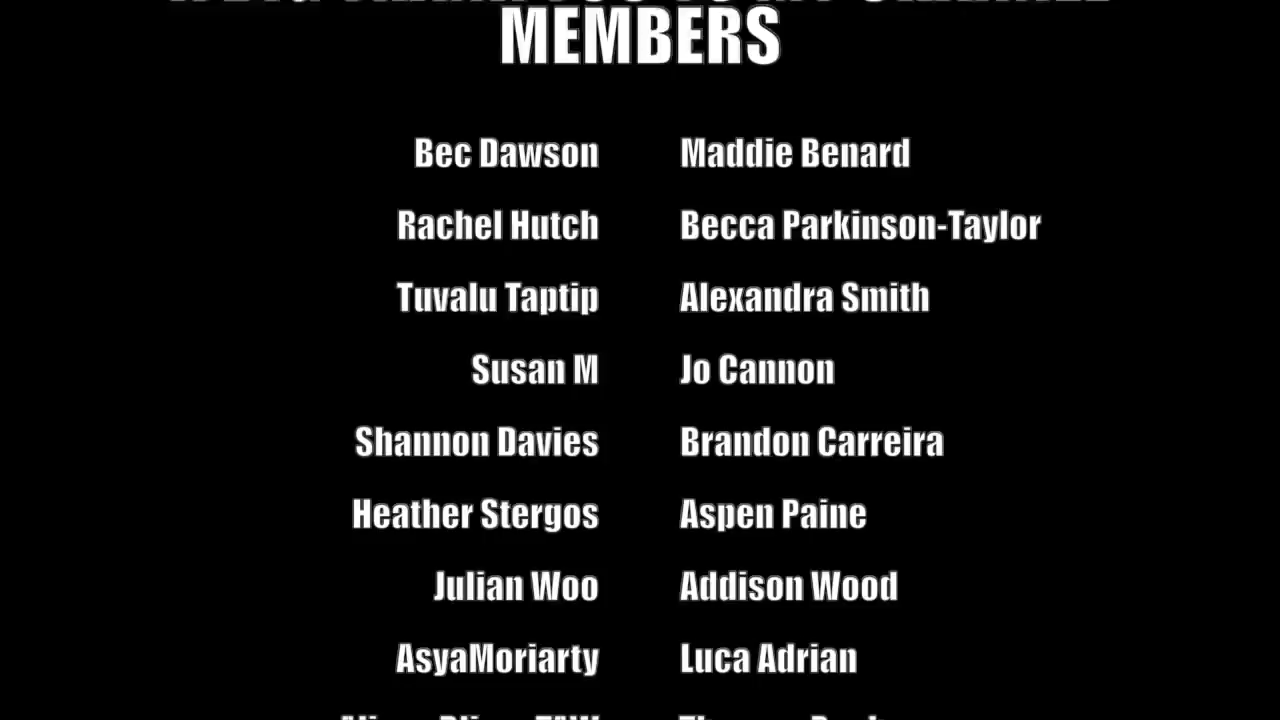 MEMBERS
Bec Dawson Maddie Benard
Rachel Hutch Becca Parkinson-Taylor
Tuvalu Taptip Alexandra Smith
Susan M Jo Cannon
Shannon Davies Brandon Carreira
Heather Stergos Aspen Paine
Julian Woo Addison Wood
AsyaMoriarty Luca Adrian